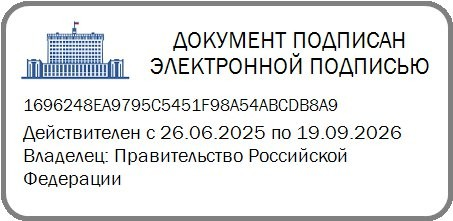 ДОКУМЕНТ ПОДПИСАН
ЭЛЕКТРОННОЙ ПОДПИСЬЮ
1696248EA9795C5451F98A54ABCDB8A9
Действителен с 26.06.2025 по 19.09.2026
Владелец: Правительство Российской
Федерации